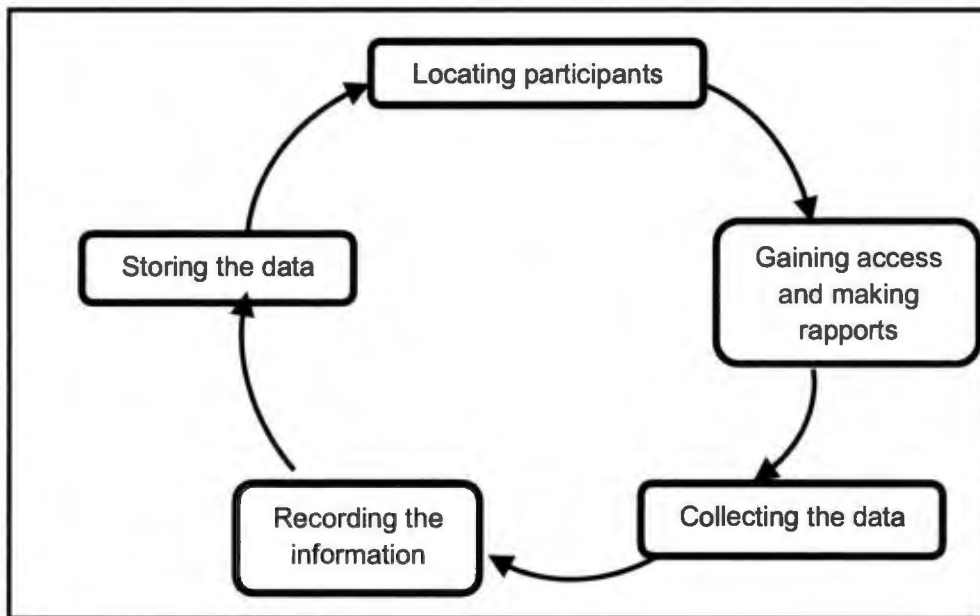 Locating participants
Gaining access
and making
rapports
Collecting the data
Recording the
information
Storing the data